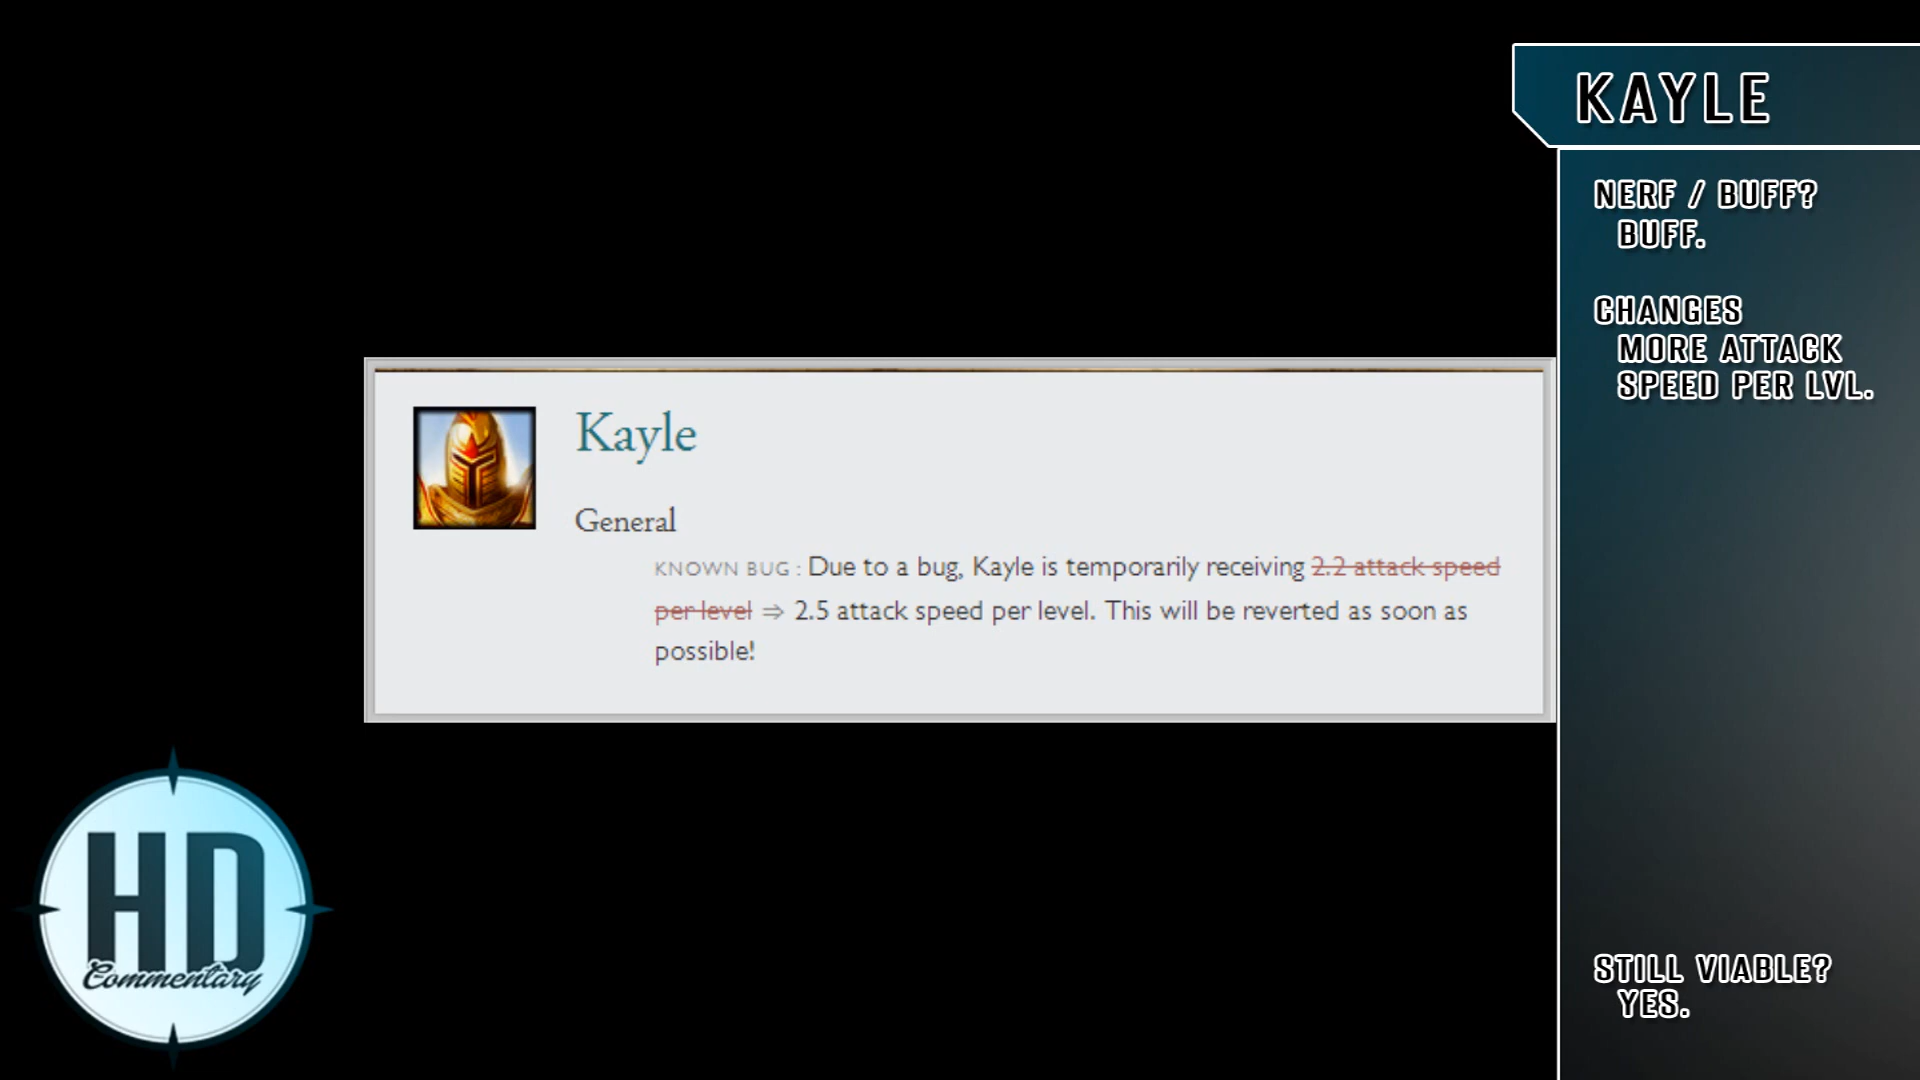 KAYLE
NERF / BUFF?
BUFF.
CHANGES
MORE ATTACK
SPEED PER LVL.
Kayle
General
KNOWN BUG : Due to a bug, Kayle is temporarily receiving 2.2 attack speed
per level ⇒ 2.5 attack speed per level. This will be reverted as soon as
possible!
HD
Commentary
STILL VIABLE?
YES.